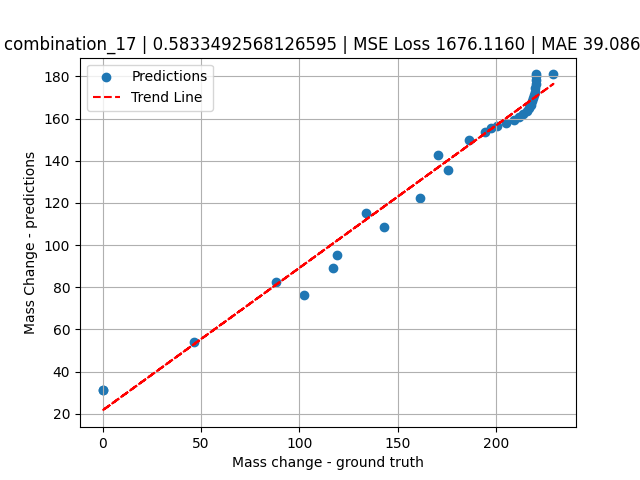 combination_17 | 0.5833492568126595 | MSE Loss 1676.1160 | MAE 39.086
Predictions
Trend Line
180
160
140
120
100
80
60
40
20
Mass Change - predictions
0
50
100
150
200
Mass change - ground truth